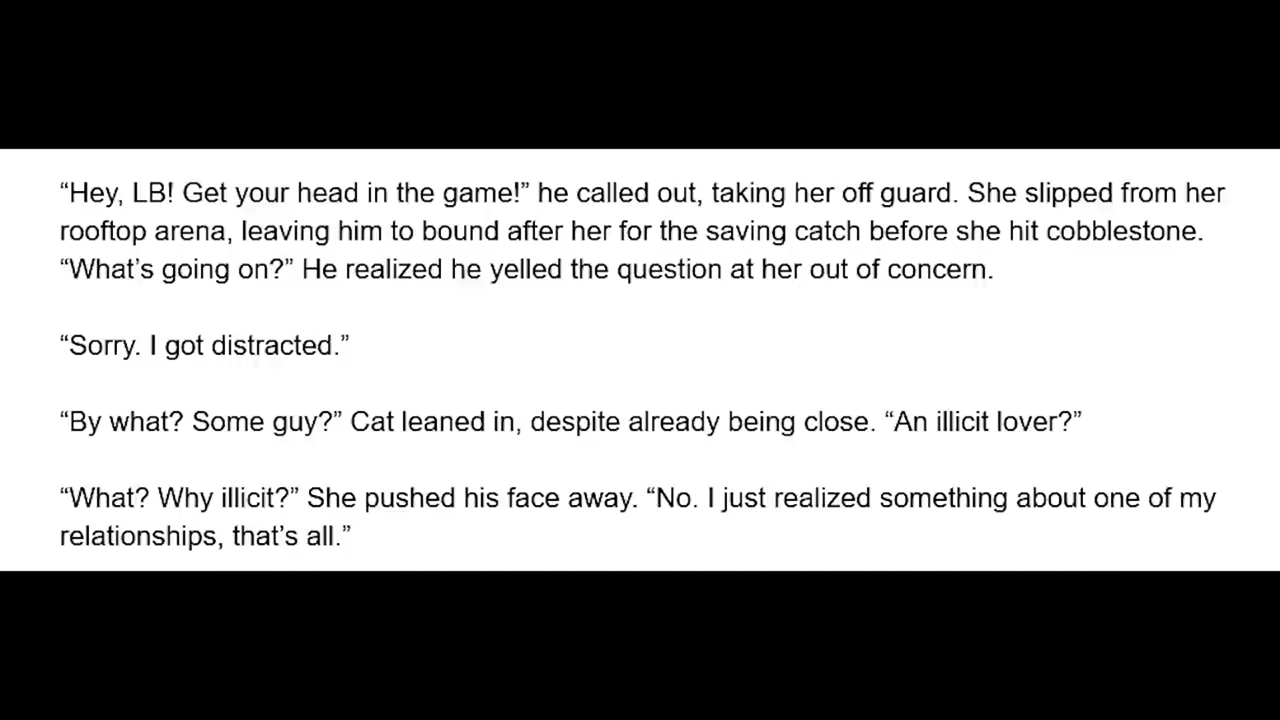 “Hey, LB! Get your head in the game!” he called out, taking her off guard. She slipped from her
rooftop arena, leaving him to bound after her for the saving catch before she hit cobblestone.
“What’s going on?” He realized he yelled the question at her out of concern.
“Sorry. I got distracted.”
“By what? Some guy?” Cat leaned in, despite already being close. “An illicit lover?”
“What? Why illicit?” She pushed his face away. “No. I just realized something about one of my
relationships, that’s all.”